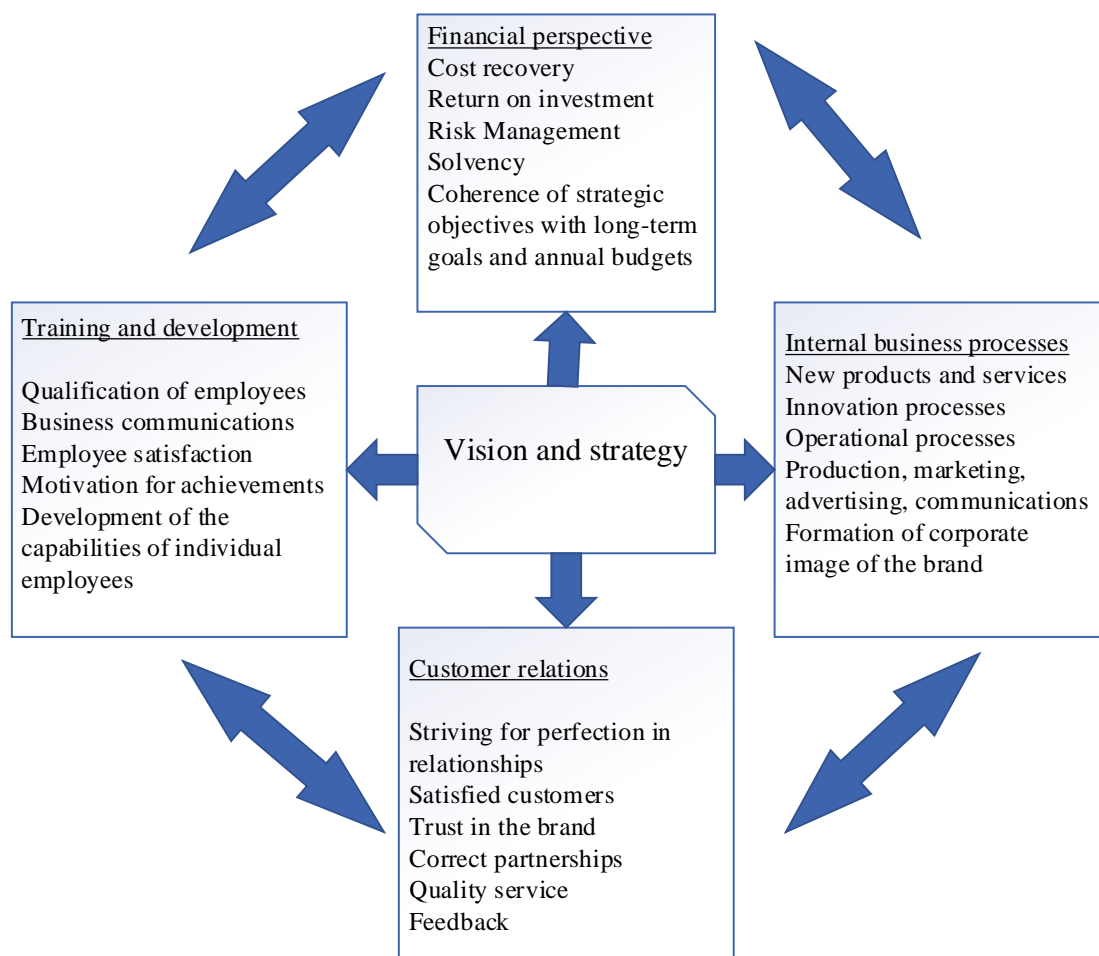 Financial perspective
Cost recovery
Return on investment
Risk Management
Solvency
Coherence of strategic
objectives with long-term
goals and annual budgets
Training and development
Qualification of employees
Business communications
Employee satisfaction
Motivation for achievements
Development of the
capabilities of individual
employees
Vision and strategy
Internal business processes
New products and services
Innovation processes
Operational processes
Production, marketing,
advertising, communications
Formation of corporate
image of the brand
Customer relations
Striving for perfection in
relationships
Satisfied customers
Trust in the brand
Correct partnerships
Quality service
Feedback